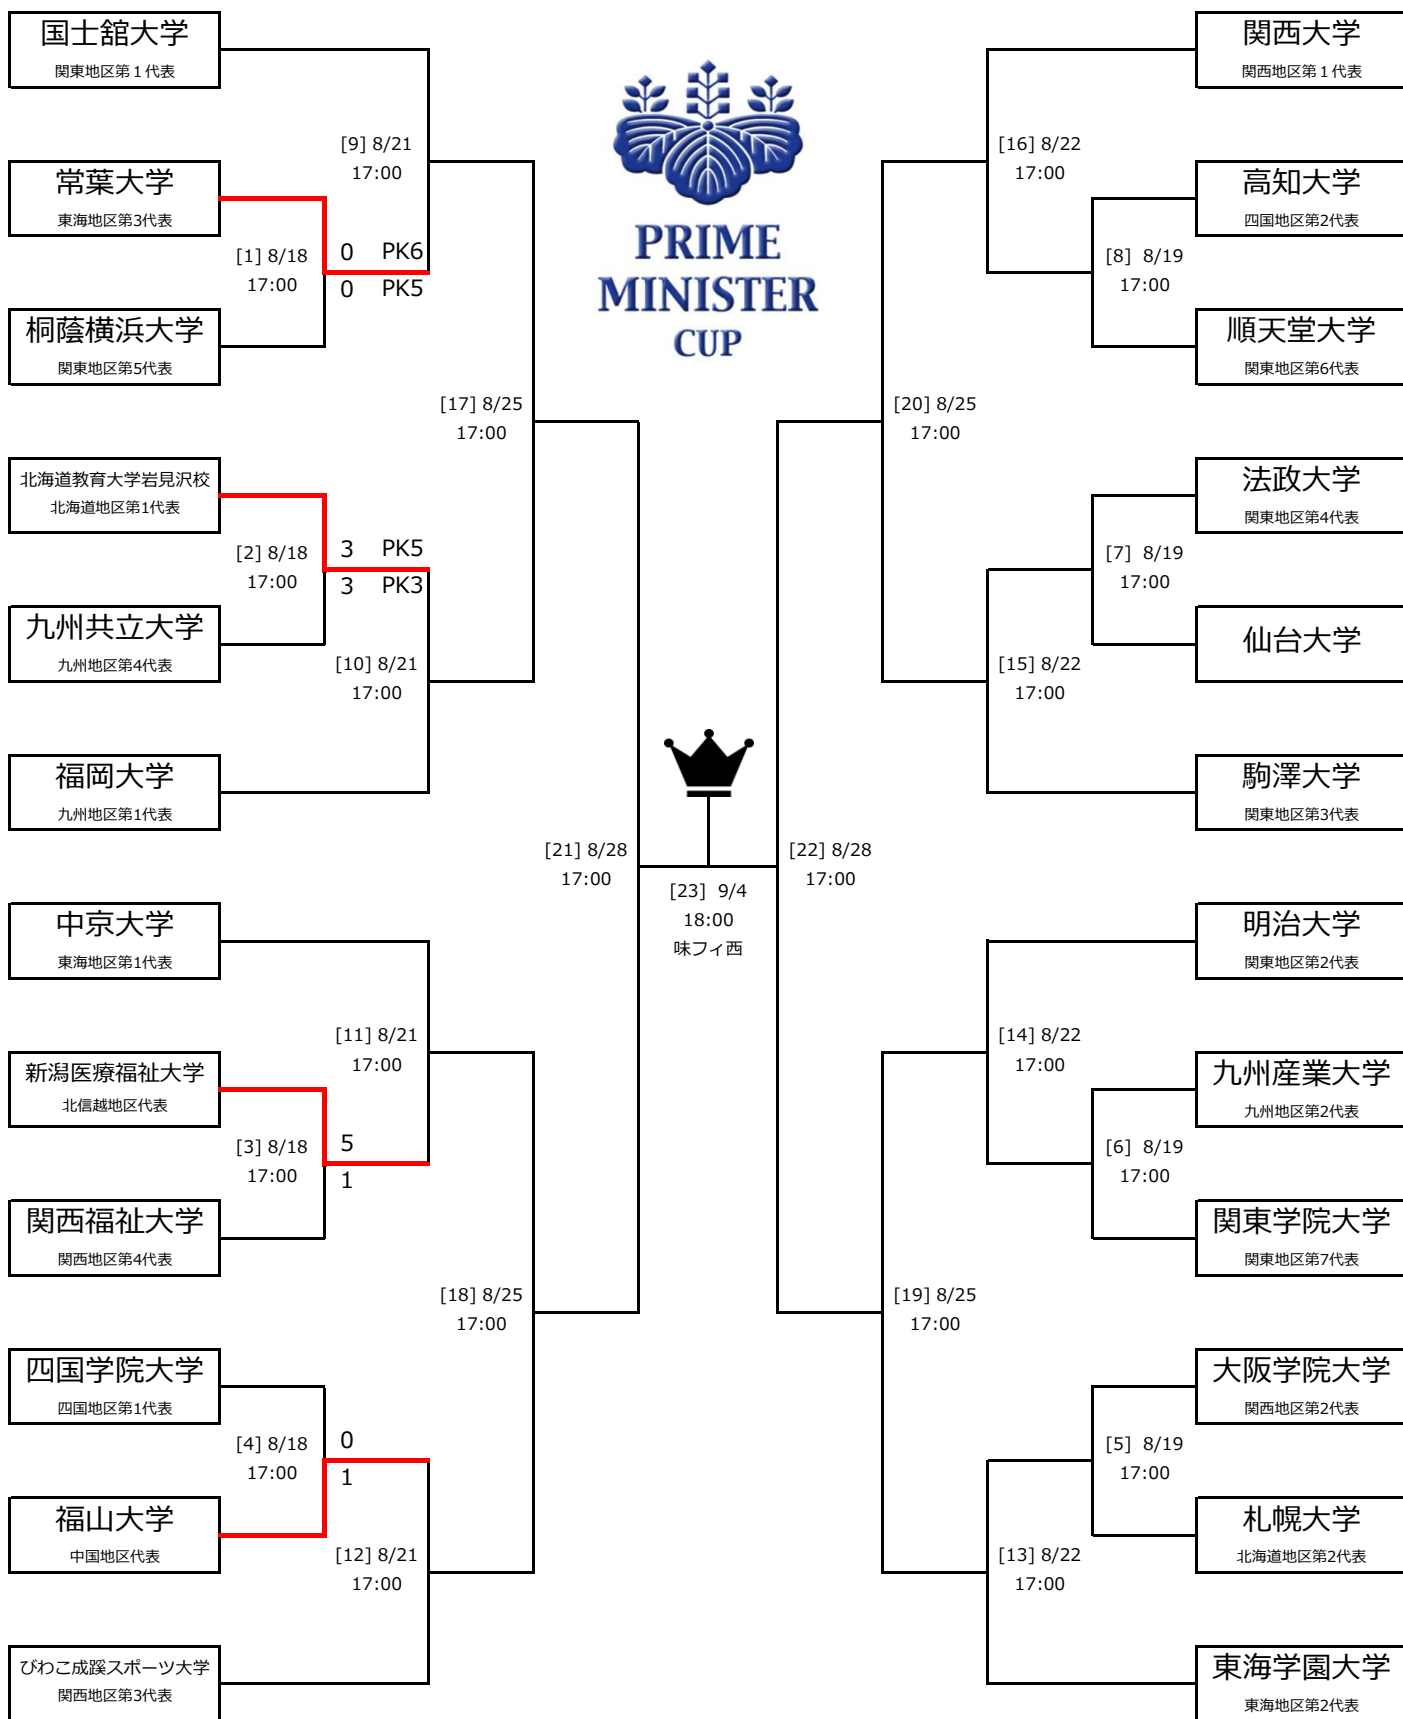 国士舘大学
関東地区第１代表
[9] 8/21
17:00
常葉大学
東海地区第3代表
[1] 8/18
17:00
0 PK6
0 PK5
桐蔭横浜大学
関東地区第5代表
[17] 8/25
17:00
北海道教育大学岩見沢校
北海道地区第1代表
[2] 8/18
17:00
3 PK5
3 PK3
九州共立大学
九州地区第4代表
[10] 8/21
17:00
福岡大学
九州地区第1代表
[21] 8/28
17:00
中京大学
東海地区第1代表
[11] 8/21
17:00
新潟医療福祉大学
北信越地区代表
[3] 8/18
17:00
5
1
関西福祉大学
関西地区第4代表
[18] 8/25
17:00
四国学院大学
四国地区第1代表
[4] 8/18
17:00
0
1
福山大学
中国地区代表
[12] 8/21
17:00
びわこ成蹊スポーツ大学
関西地区第3代表
PRIME
MINISTER
CUP
[23] 9/4
18:00
味フィ西
関西大学
関西地区第１代表
[16] 8/22
17:00
高知大学
四国地区第2代表
[8] 8/19
17:00
順天堂大学
関東地区第6代表
[20] 8/25
17:00
法政大学
関東地区第4代表
[7] 8/19
17:00
仙台大学
[15] 8/22
17:00
駒澤大学
関東地区第3代表
[22] 8/28
17:00
明治大学
関東地区第2代表
[14] 8/22
17:00
九州産業大学
九州地区第2代表
[6] 8/19
17:00
関東学院大学
関東地区第7代表
[19] 8/25
17:00
大阪学院大学
関西地区第2代表
[5] 8/19
17:00
札幌大学
北海道地区第2代表
[13] 8/22
17:00
東海学園大学
東海地区第2代表